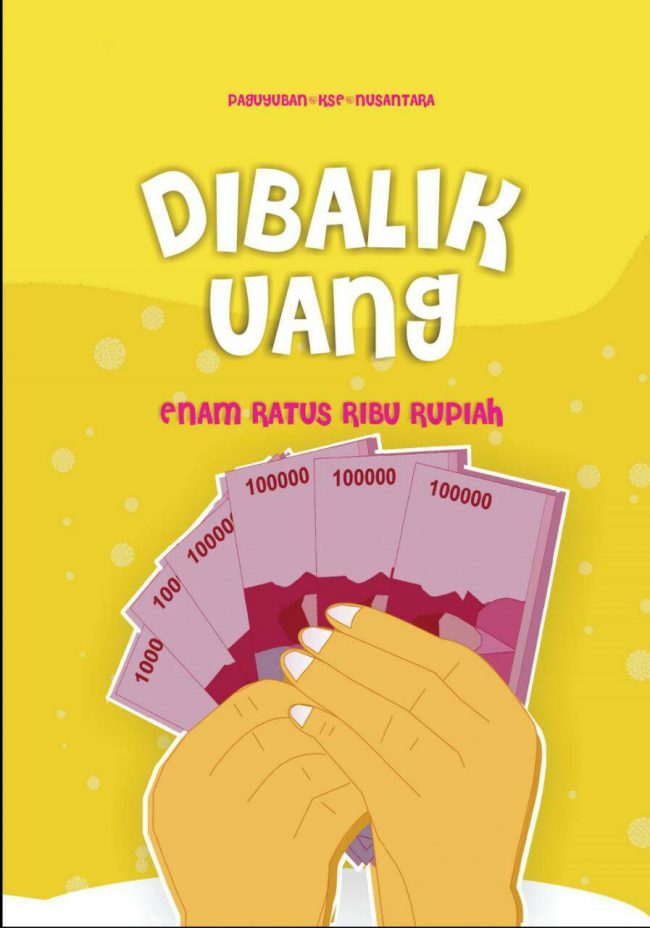 PAGUYUBAN KSE NUSANTARA
DIBALIK
UANG
ENAM RATUS RIBU RUPIAH
100000
100000
100000
10000
100
1000